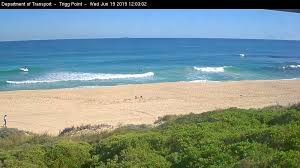 Department of Transport - Trigg Point - Wed Jun 19 2019 12:03:02